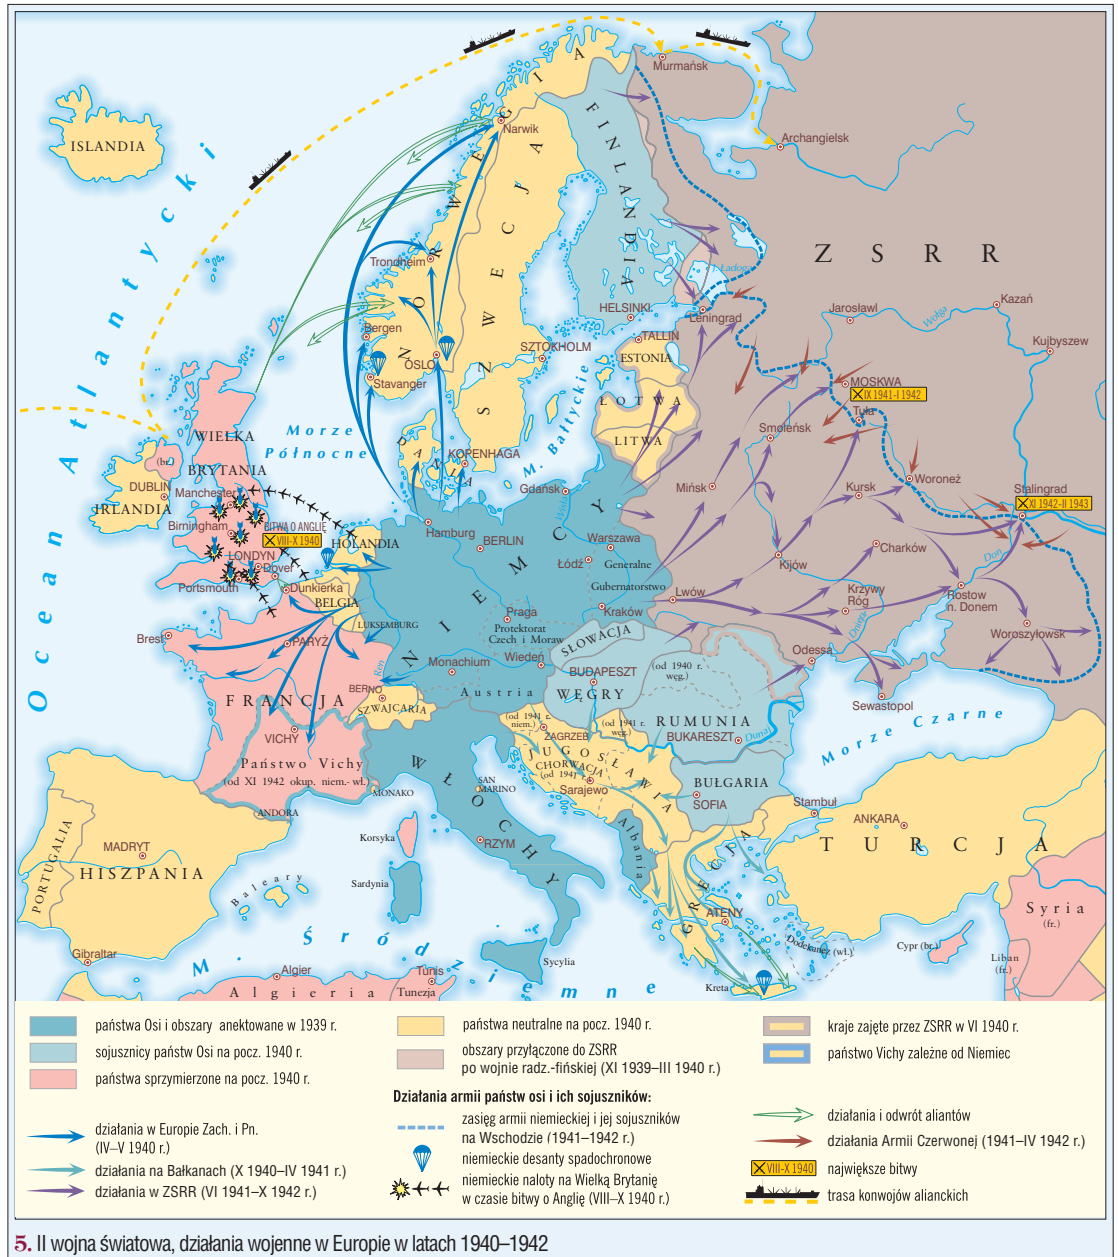 ISLANDIA
Ocean Atlantycki
Murmańsk
Archangielsk
Narwik
NORWEGIA
SZWECJA
FINLANDIA
ZSRR
Trondheim
Bergen
Stavanger
OSLO
SZTOKHOLM
HELSINKI
J. Ładoga
Leningrad
TALLIN
ESTONIA
ŁOTWA
LITWA
Jarosławl
Wołga
Kazań
Kujbyszew
MOSKWA
IX 1941-I 1942
Tuła
Smoleńsk
Mińsk
Kursk
Woroneż
Stalingrad
XI 1942-II 1943
Charków
Don
Kijów
Krzywy
Róg
Dniepr
Rostow
n. Donem
Woroszyłowsk
Odessa
Sewastopol
Morze Czarne
WIELKA
BRYTANIA
(br.)
DUBLIN
IRLANDIA
Manchester
Birningham
BITWA O ANGLIĘ
VIII-X 1940
LONDYN
Dover
Portsmouth
Morze
Północne
DANIA
KOPENHAGA
M. Bałtyckie
Gdańsk
Wisła
Hamburg
BERLIN
Warszawa
Łódź
Generalne
Gubernatorstwo
Kraków
Lwów
NIEMCY
HOLANDIA
Dunkierka
BELGIA
LUKSEMBURG
Praga
Protektorat
Czech i Moraw
SŁOWACJA
Wiedeń
Monachium
Austria
Ren
Brest
PARYŻ
FRANCJA
BERNO
SZWAJCARIA
VICHY
Państwo Vichy
(od XI 1942 okup. niem.- wł.)
BUDAPESZT
WĘGRY
(od 1940 r.
węg.)
RUMUNIA
BUKARESZT
Dunaj
(od 1941 r.
niem.)
(od 1941 r.
węg.)
ZAGRZEB
JUGOSŁAWIA
CHORWACJA
(od 1941 r.)
Sarajewo
BUŁGARIA
SOFIA
Albania
WŁOCHY
SAN
MARINO
MONAKO
ANDORA
Korsyka
RZYM
Sardynia
Sycylia
PORTUGALIA
MADRYT
HISZPANIA
Baleary
Gibraltar
M. Śródziemne
Algier
Algieria
Tunis
Tunezja
GRECJA
ATENY
Kreta
Dodekanez (wł.)
Stambuł
ANKARA
TURCJA
Cypr (br.)
Syria
(fr.)
Liban
(fr.)
państwa Osi i obszary anektowane w 1939 r.
sojusznicy państw Osi na pocz. 1940 r.
państwa sprzymierzone na pocz. 1940 r.
państwa neutralne na pocz. 1940 r.
obszary przyłączone do ZSRR
po wojnie radz.-fińskiej (XI 1939–III 1940 r.)
kraje zajęte przez ZSRR w VI 1940 r.
państwo Vichy zależne od Niemiec
działania w Europie Zach. i Pn.
(IV–V 1940 r.)
działania na Bałkanach (X 1940–IV 1941 r.)
działania w ZSRR (VI 1941–X 1942 r.)
Działania armii państw osi i ich sojuszników:
zasięg armii niemieckiej i jej sojuszników
na Wschodzie (1941–1942 r.)
niemieckie desanty spadochronowe
niemieckie naloty na Wielką Brytanię
w czasie bitwy o Anglię (VIII–X 1940 r.)
działania i odwrót aliantów
działania Armii Czerwonej (1941–IV 1942 r.)
VIII-X 1940
największe bitwy
trasa konwojów alianckich
5. II wojna światowa, działania wojenne w Europie w latach 1940–1942